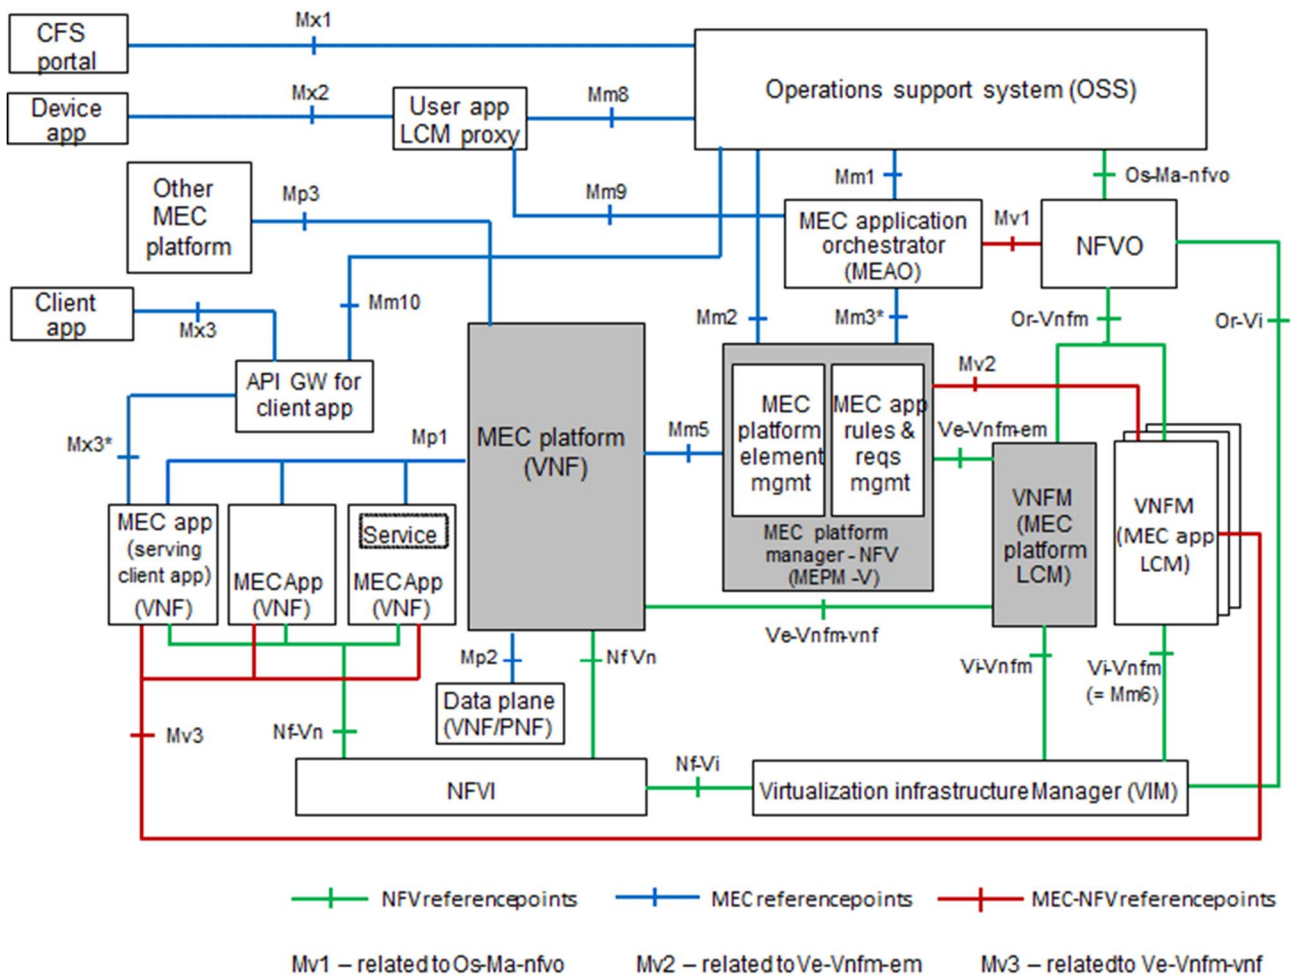 CFS
portal
Mx1
Operations support system (OSS)
Device
app
Mx2
User app
LCM proxy
Mm8
Other
MEC
platform
Mp3
Mm9
Mm1
Os-Ma-nfvo
MEC application
orchestrator
(MEAO)
Mv1
NFVO
Client
app
Mx3
Mm10
Mm2
Mm3*
Or-Vnfm
Or-Vi
API GW for
client app
Mx3*
Mp1
MEC platform
(VNF)
Mm5
MEC
platform
element
mgmt
MEC app
rules &
reqs
mgmt
MEC platform
manager - NFV
(MEPM -V)
Mv2
Ve-Vnfm-em
VNFM
(MEC
platform
LCM)
VNFM
(MEC app
LCM)
MEC app
(serving
client app)
(VNF)
MEC App
(VNF)
Service
MEC App
(VNF)
Ve-Vnfm-vnf
Mp2
Nf Vn
Vi-Vnfm
Vi-Vnfm
(= Mm6)
Data plane
(VNF/PNF)
Mv3
Nf-Vn
NFVI
Nf-Vi
Virtualization infrastructure Manager (VIM)
NFV reference points
MEC reference points
MEC-NFV reference points
Mv1 – related to Os-Ma-nfvo
Mv2 – related to Ve-Vnfm-em
Mv3 – related to Ve-Vnfm-vnf